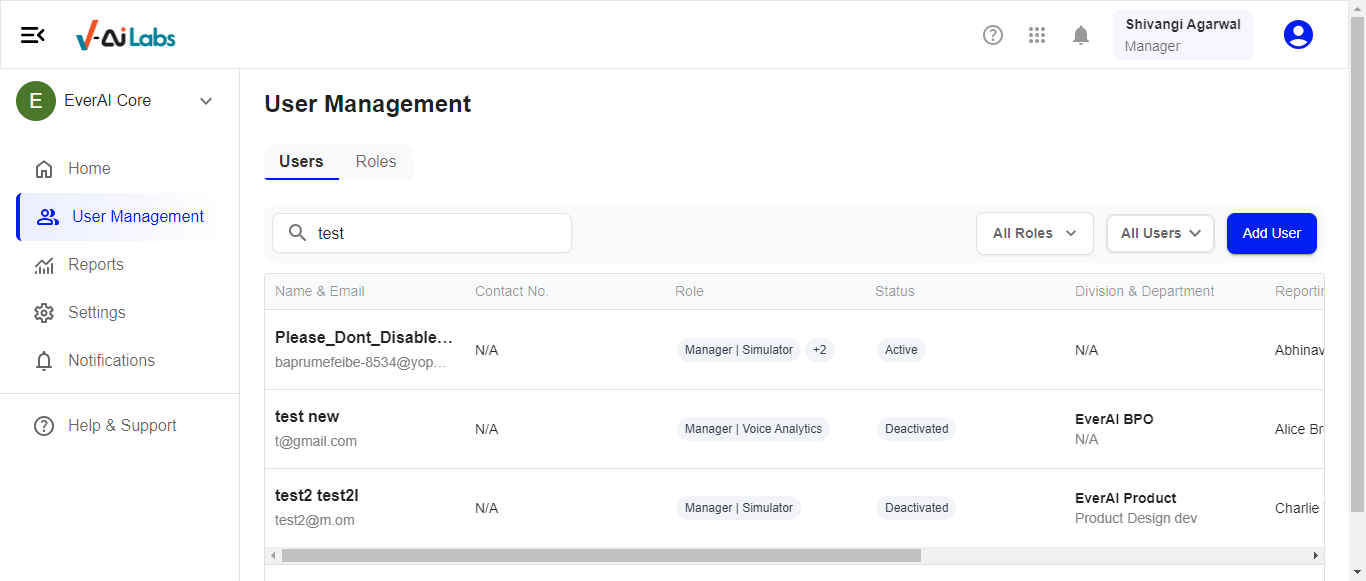 V-Ai Labs
Shivangi Agarwal
Manager
E
EverAI Core
Home
User Management
Reports
Settings
Notifications
Help & Support
User Management
Users
Roles
test
All Roles
All Users
Add User
Name & Email
Contact No.
Role
Status
Division & Department
Reportin
Please_Dont_Disable...
baprumefeibe-8534@yop...
N/A
Manager | Simulator
+2
Active
N/A
Abhinav
test new
t@gmail.com
N/A
Manager | Voice Analytics
Deactivated
EverAI BPO
N/A
Alice Br
test2 test2l
test2@m.om
N/A
Manager | Simulator
Deactivated
EverAI Product
Product Design dev
Charlie